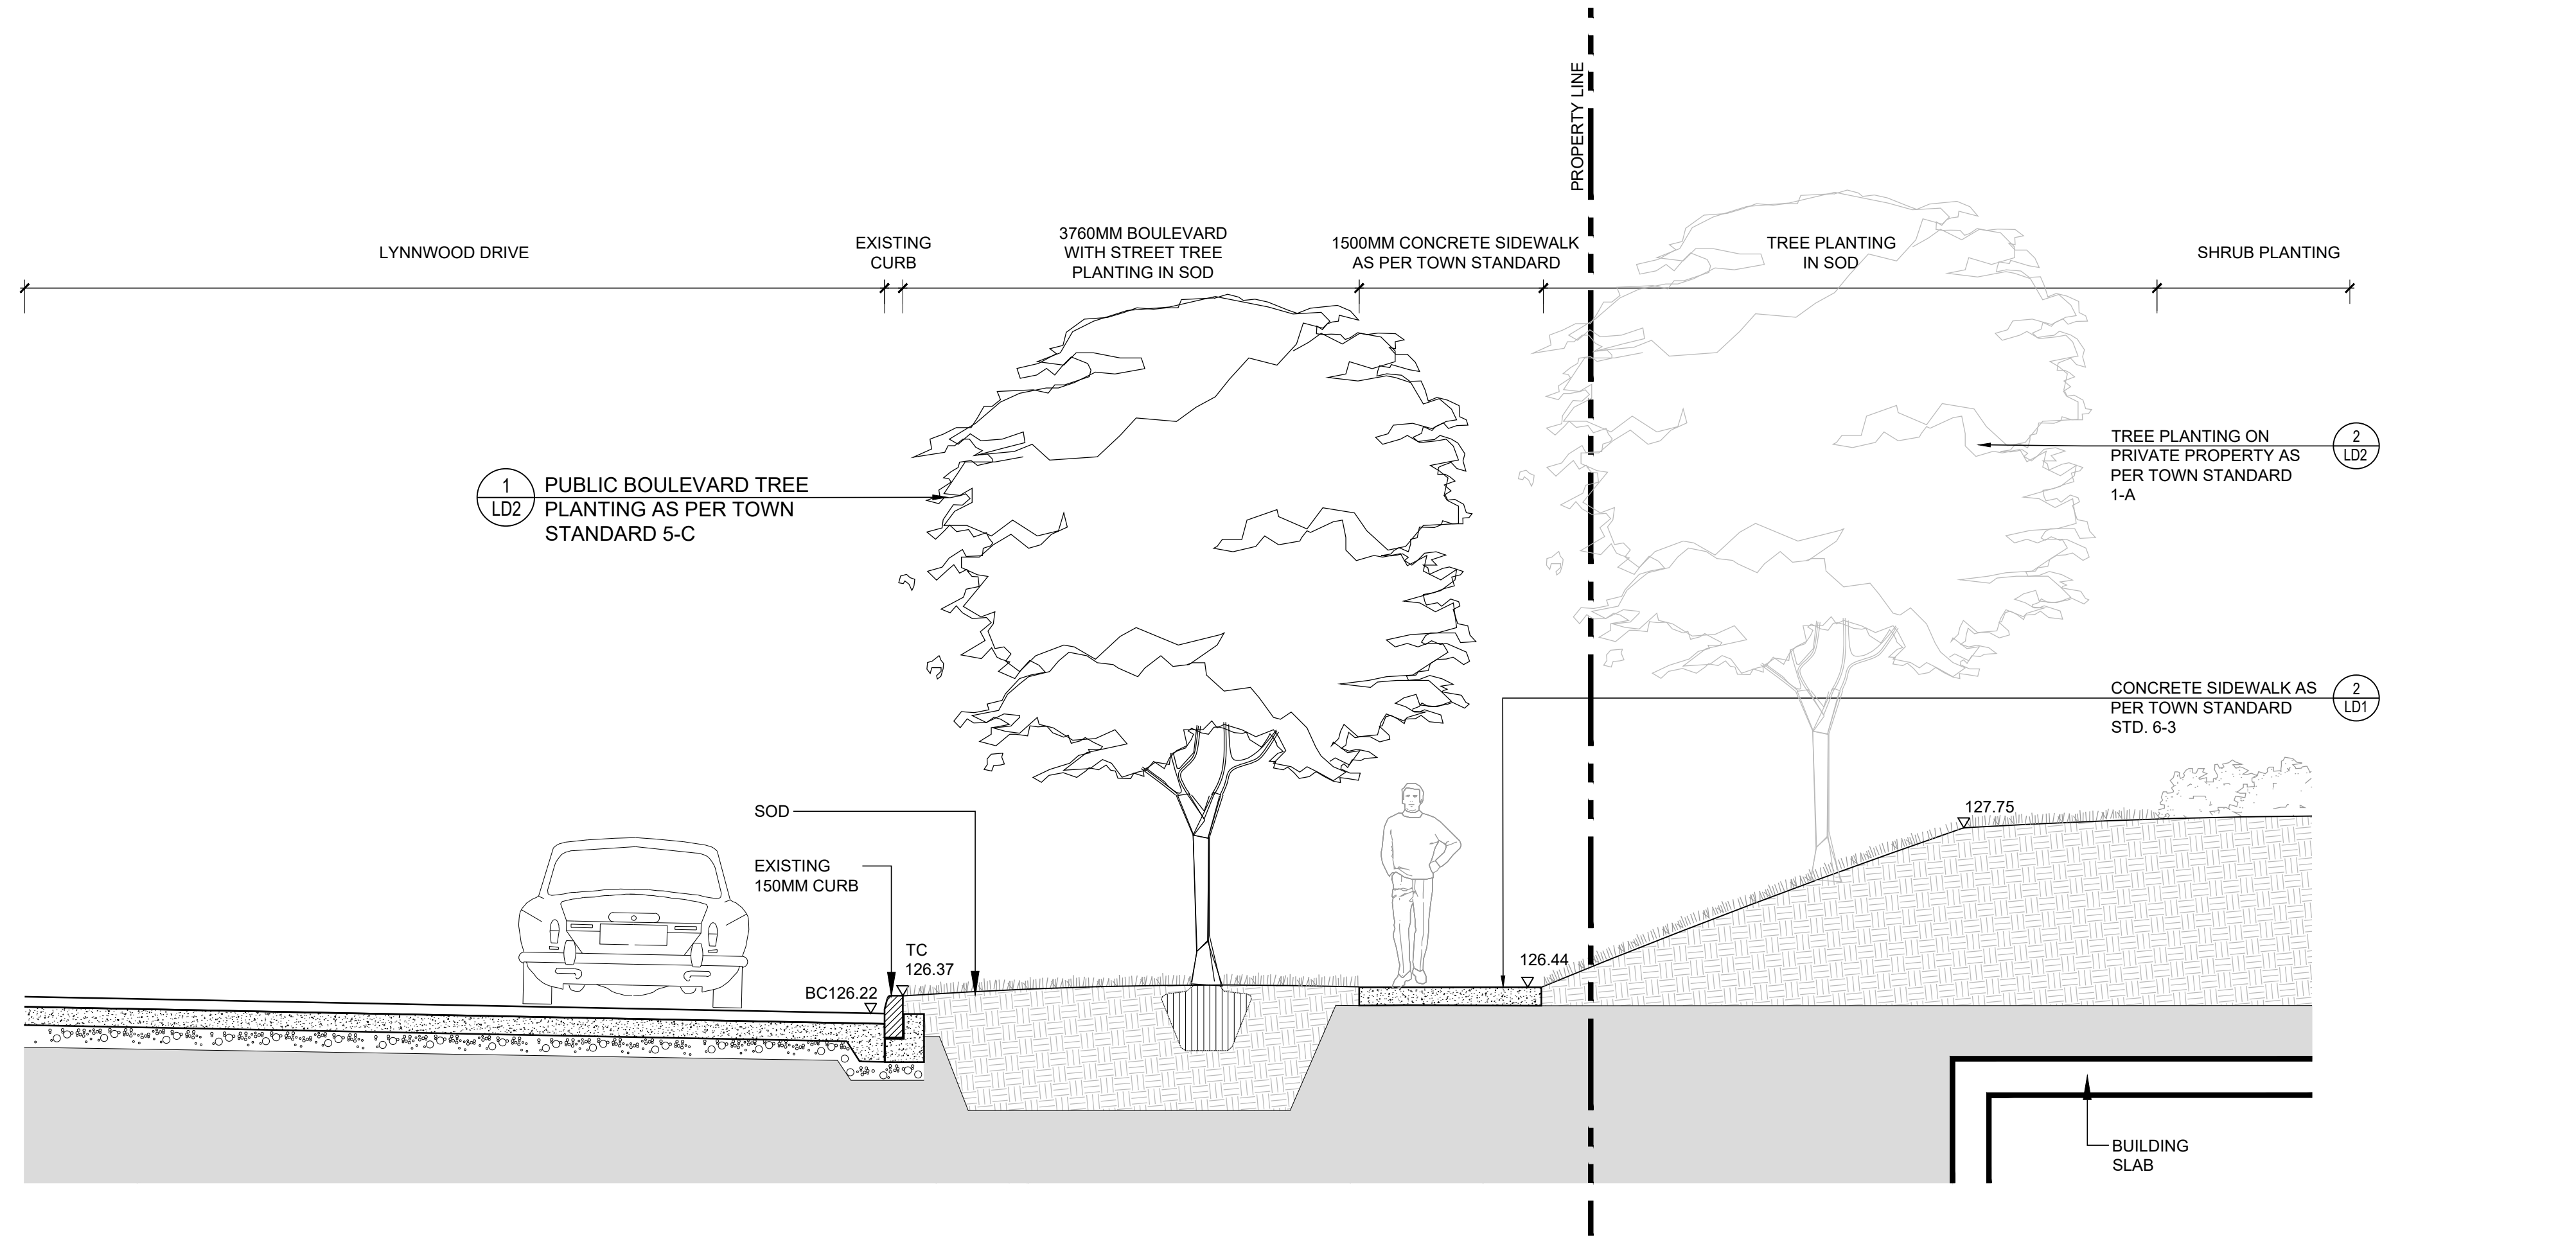 PROPERTY LINE
LYNNWOOD DRIVE
EXISTING
CURB
3760MM BOULEVARD
WITH STREET TREE
PLANTING IN SOD
1500MM CONCRETE SIDEWALK
AS PER TOWN STANDARD
TREE PLANTING
IN SOD
SHRUB PLANTING
1
LD2
PUBLIC BOULEVARD TREE
PLANTING AS PER TOWN
STANDARD 5-C
TREE PLANTING ON
PRIVATE PROPERTY AS
PER TOWN STANDARD
1-A
2
LD2
CONCRETE SIDEWALK AS
PER TOWN STANDARD
STD. 6-3
2
LD1
SOD
EXISTING
150MM CURB
127.75
TC
126.37
BC126.22
126.44
BUILDING
SLAB